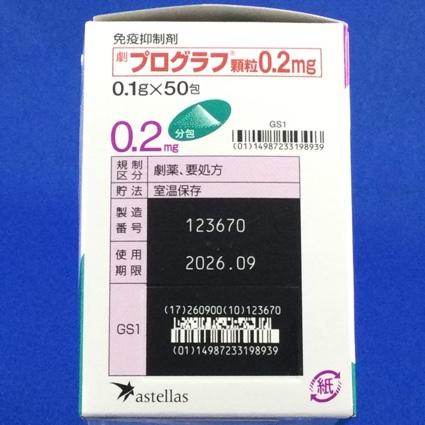 免疫抑制剤
劇 プログラフ® 顆粒0.2mg
0.1g×50包
0.2mg 分包
GS1
(01)14987233198939
規制区分 劇薬、要処方
貯法 室温保存
製造番号 123670
使用期限 2026.09
GS1
(17)260900(10)123670
(01)14987233198939
astellas
紙